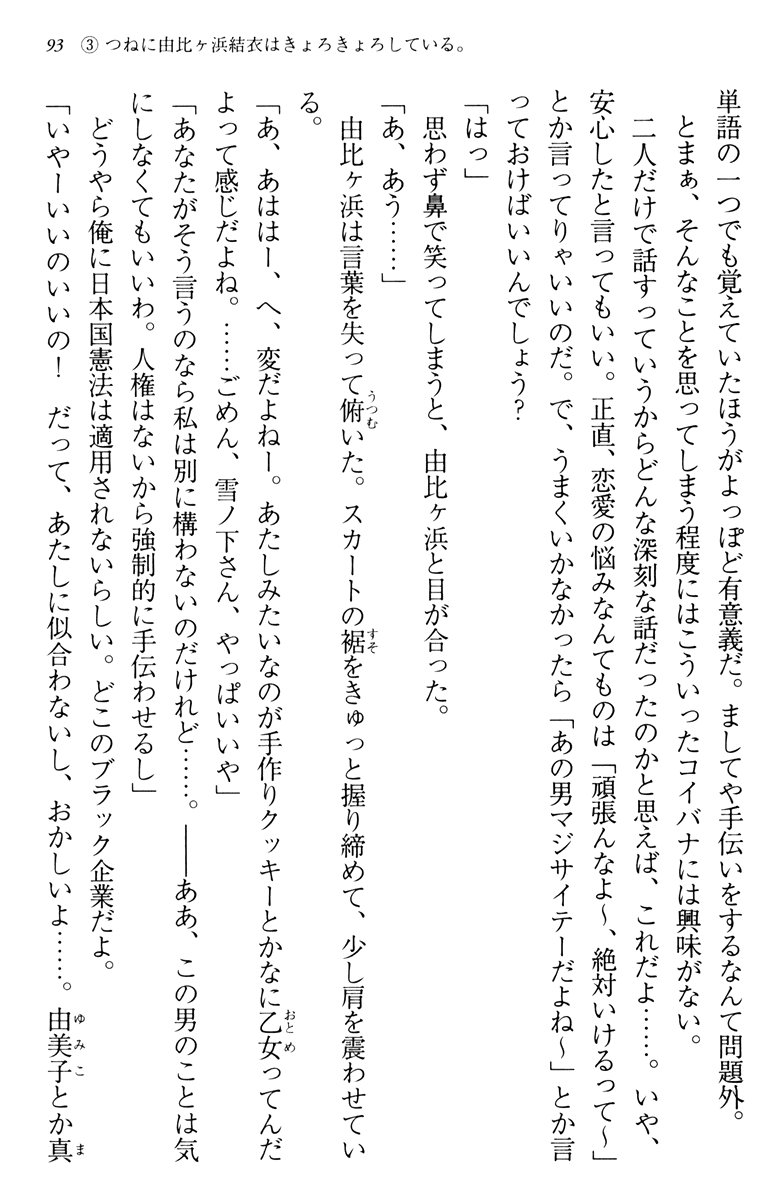 93 ③ つねに由比ヶ浜結衣はきょろきょろしている。
単語の一つでも覚えていたほうがよっぽど有意義だ。ましてや手伝いをするなんて問題外。
とまぁ、そんなことを思ってしまう程度にはこういったコイバナには興味がない。
二人だけで話すっていうからどんな深刻な話だったのかと思えば、これだよ……。いや、
安心したと言ってもいい。正直、恋愛の悩みなんてものは「頑張んなよ〜、絶対いけるって〜」
とか言ってりゃいいのだ。で、うまくいかなかったら「あの男マジサイテーだよね〜」とか言
っておけばいいんでしょう?
「はっ」
思わず鼻で笑ってしまうと、由比ヶ浜と目が合った。
「あ、あう……」
由比ヶ浜は言葉を失って俯いた。スカートの裾をきゅっと握り締めて、少し肩を震わせてい
る。
「あ、あははー、へ、変だよねー。あたしみたいなのが手作りクッキーとかなに乙女ってんだ
よって感じだよね。……ごめん、雪ノ下さん、やっぱいいや」
「あなたがそう言うのなら私は別に構わないのだけれど……。――ああ、この男のことは気
にしなくてもいいわ。人権はないから強制的に手伝わせるし」
どうやら俺に日本国憲法は適用されないらしい。どこのブラック企業だよ。
「いやーいいのいいの! だって、あたしに似合わないし、おかしいよ……。由美子とか真